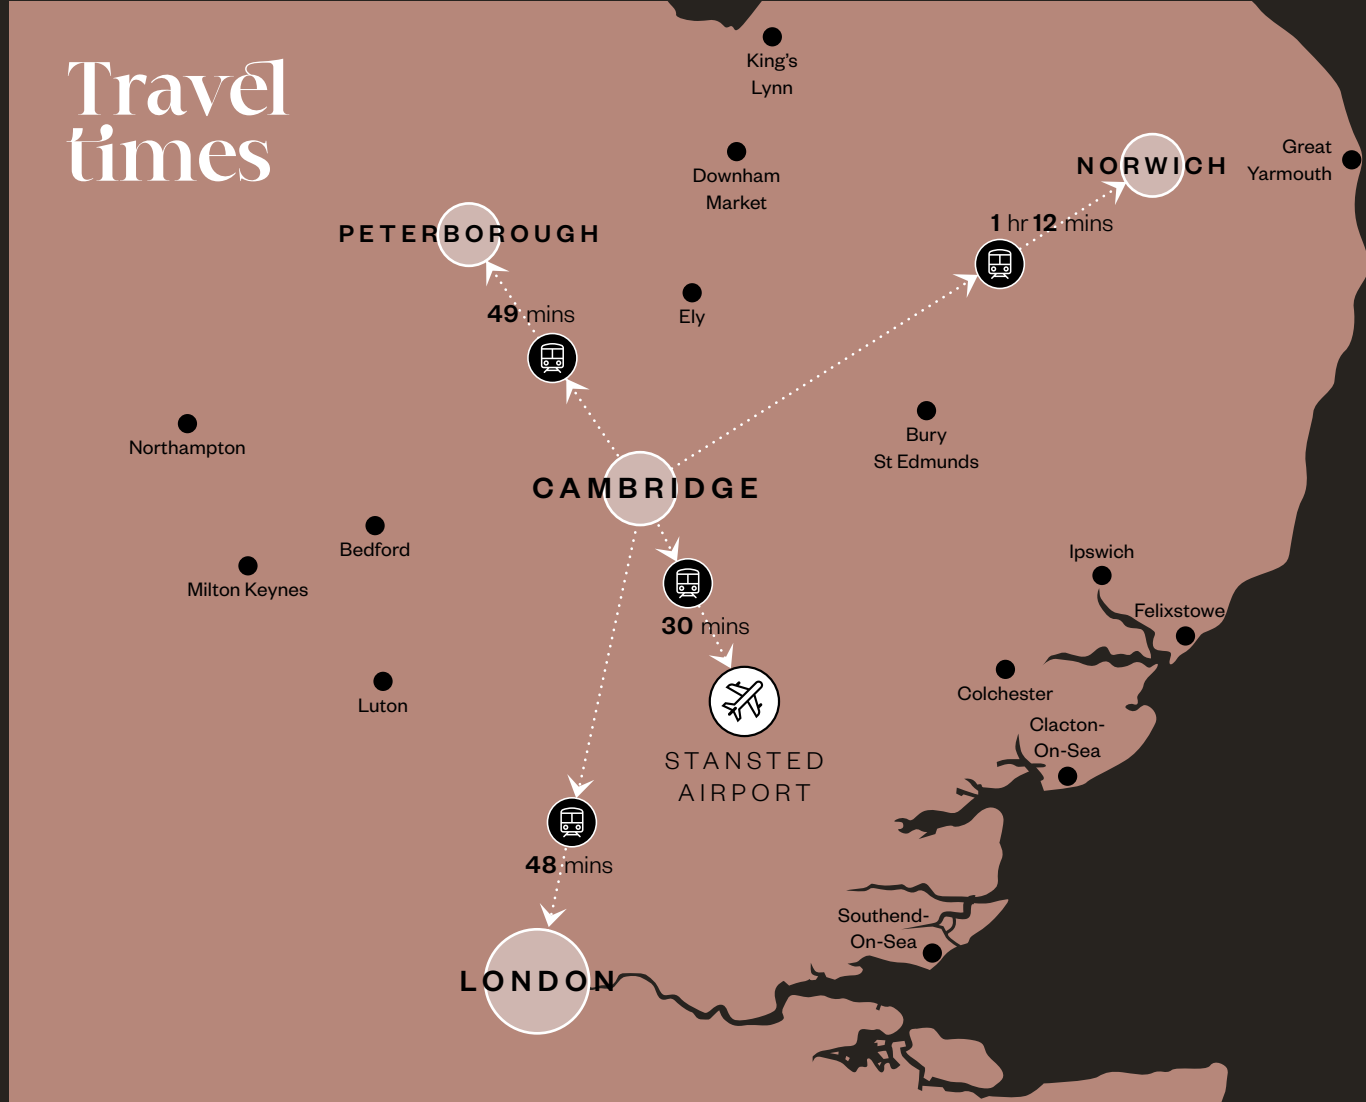 Travel
times
King's
Lynn
Downham
Market
NORWICH
Great
Yarmouth
PETERBOROUGH
1 hr 12 mins
49 mins
Ely
Northampton
Bury
St Edmunds
CAMBRIDGE
Bedford
Milton Keynes
Ipswich
Felixstowe
30 mins
Luton
Colchester
Clacton-
On-Sea
STANSTED
AIRPORT
48 mins
Southend-
On-Sea
LONDON